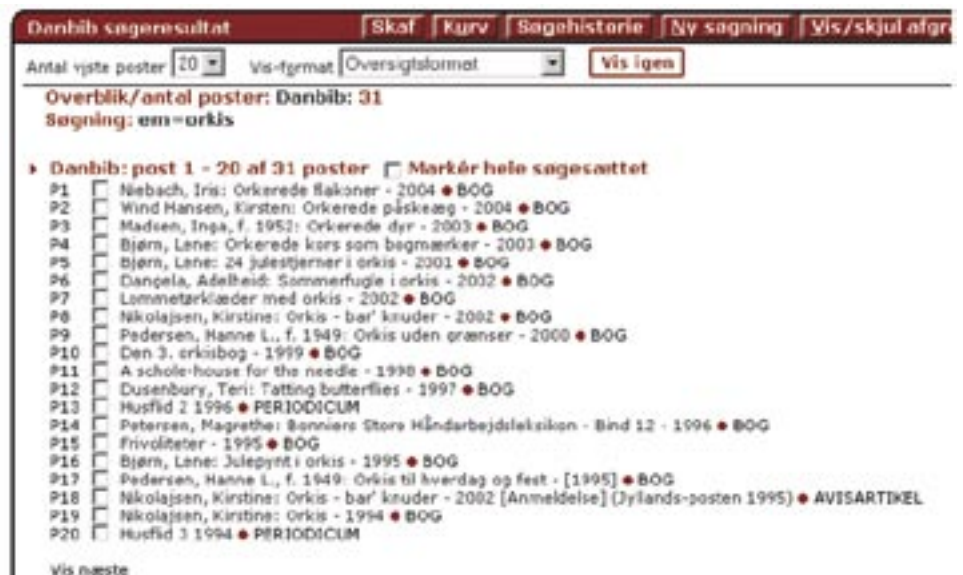 Danbib søgeresultat Skaf Kurv Søgehistorie Ny søgning Vis/skjul afgr
Antal viste poster 20 Vis-format Oversigtsformat Vis igen
Overblik/antal poster: Danbib: 31
Søgning: em=orkis
Danbib: post 1 - 20 af 31 poster Markér hele søgesættet
P1 Niebach, Iris: Orkerede flakoner - 2004 • BOG
P2 Wind Hansen, Kirsten: Orkerede påskeæg - 2004 • BOG
P3 Madsen, Inga, f. 1952: Orkerede dyr - 2003 • BOG
P4 Bjørn, Lene: Orkerede kors som bogmærker - 2003 • BOG
P5 Bjørn, Lene: 24 julestjerner i orkis - 2001 • BOG
P6 Dangela, Adelheid: Sommerfugle i orkis - 2002 • BOG
P7 Lommetørklæder med orkis - 2002 • BOG
P8 Nikolajsen, Kirstine: Orkis - bar' knuder - 2002 • BOG
P9 Pedersen, Hanne L., f. 1949: Orkis uden grænser - 2000 • BOG
P10 Den 3. orkisbog - 1999 • BOG
P11 A schole-house for the needle - 1998 • BOG
P12 Dusenbury, Teri: Tatting butterflies - 1997 • BOG
P13 Husflid 2 1996 • PERIODICUM
P14 Petersen, Magrethe: Bonniers Store Håndarbejdsleksikon - Bind 12 - 1996 • BOG
P15 Frivoliteter - 1995 • BOG
P16 Bjørn, Lene: Julepynt i orkis - 1995 • BOG
P17 Pedersen, Hanne L., f. 1949: Orkis til hverdag og fest - [1995] • BOG
P18 Nikolajsen, Kirstine: Orkis - bar' knuder - 2002 [Anmeldelse] (Jyllands-posten 1995) • AVISARTIKEL
P19 Nikolajsen, Kirstine: Orkis - 1994 • BOG
P20 Husflid 3 1994 • PERIODICUM
Vis næste